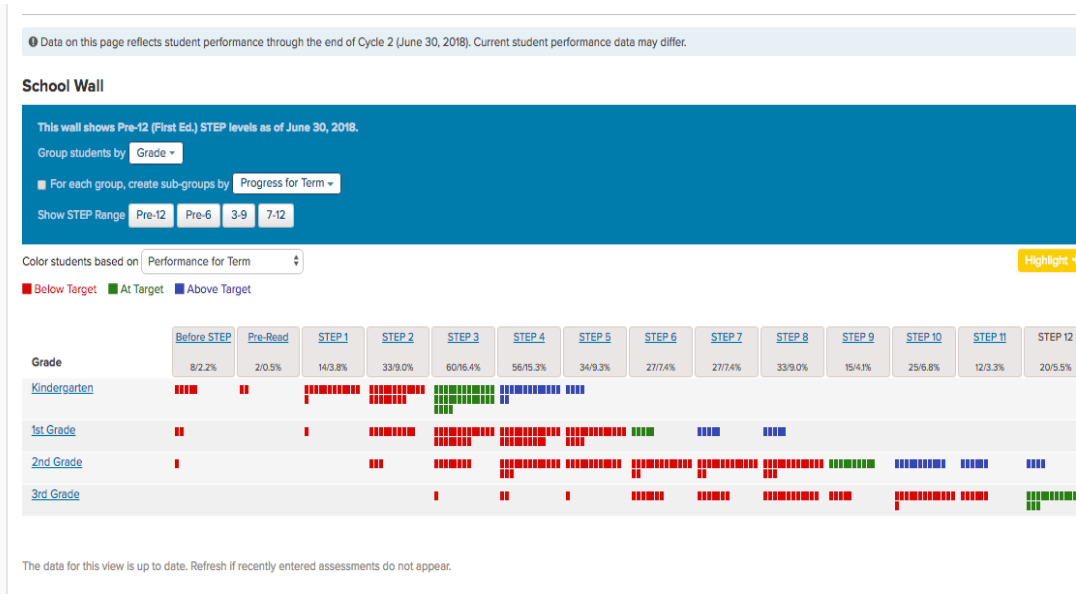 Data on this page reflects student performance through the end of Cycle 2 (June 30, 2018). Current student performance data may differ.
School Wall
This wall shows Pre-12 (First Ed.) STEP levels as of June 30, 2018.
Group students by Grade
For each group, create sub-groups by Progress for Term
Show STEP Range Pre-12 Pre-6 3-9 7-12
Color students based on Performance for Term
Highlight
Below Target At Target Above Target
Before STEP Pre-Read STEP 1 STEP 2 STEP 3 STEP 4 STEP 5 STEP 6 STEP 7 STEP 8 STEP 9 STEP 10 STEP 11 STEP 12
Grade 8/2.2% 2/0.5% 14/3.8% 33/9.0% 60/16.4% 56/15.3% 34/9.3% 27/7.4% 27/7.4% 33/9.0% 15/4.1% 25/6.8% 12/3.3% 20/5.5%
Kindergarten
1st Grade
2nd Grade
3rd Grade
The data for this view is up to date. Refresh if recently entered assessments do not appear.